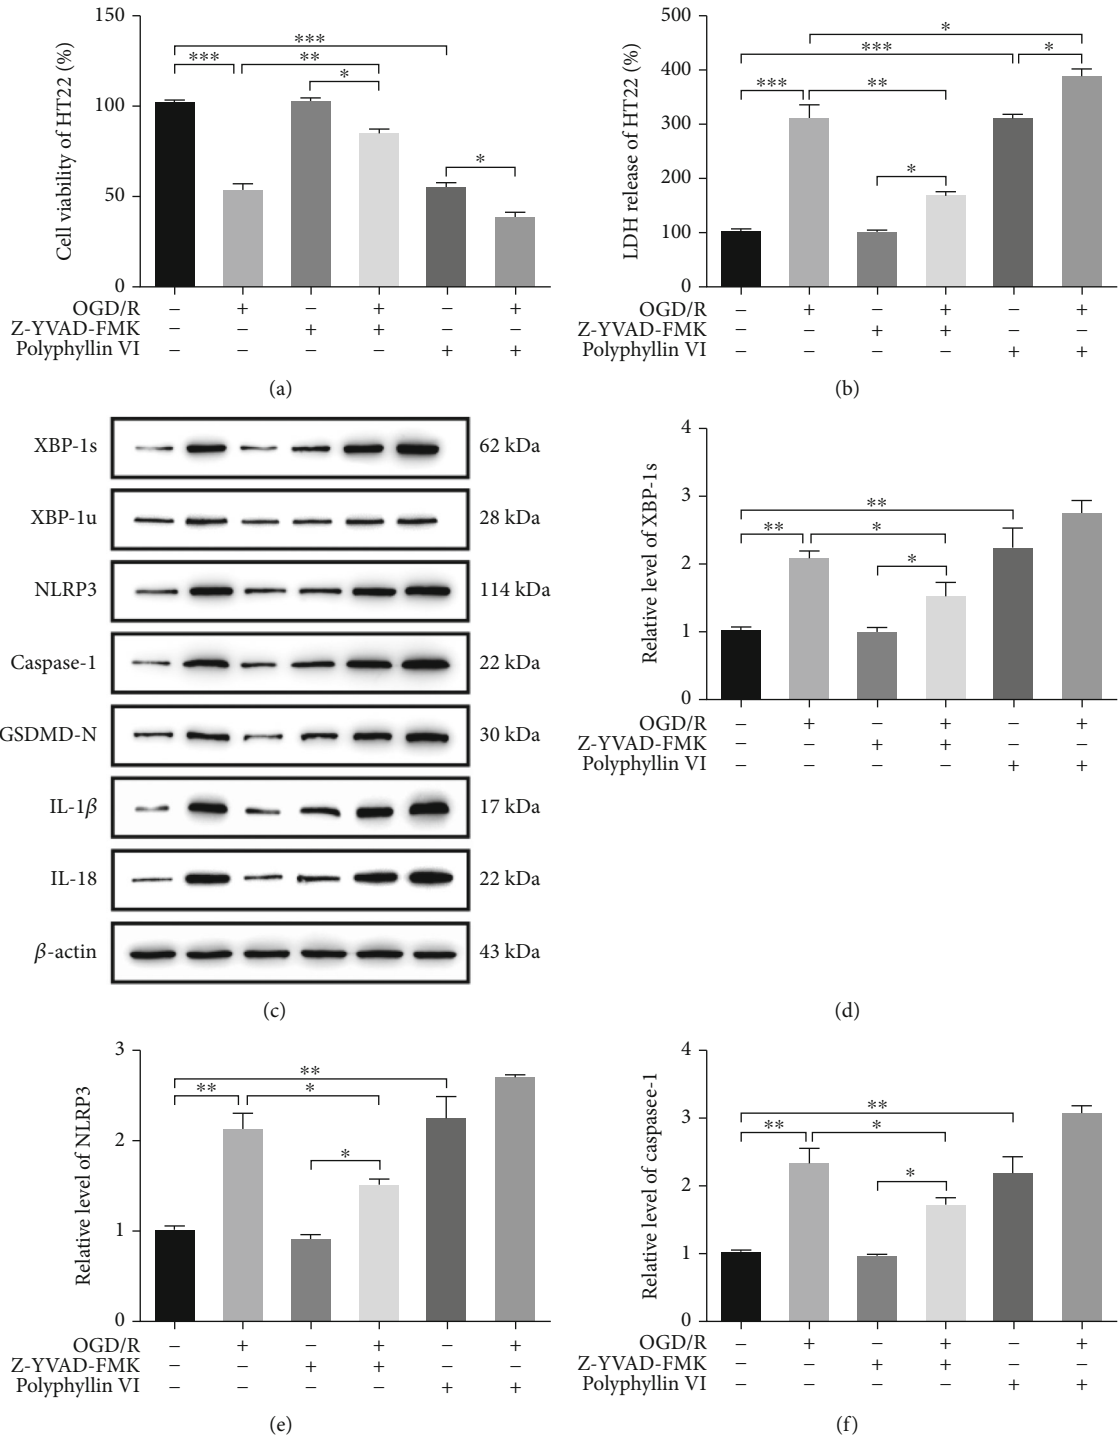 150
100
50
0
Cell viability of HT22 (%)
***
***
**
*
*
OGD/R − + − + − +
Z-YVAD-FMK − − + + − −
Polyphyllin VI − − − − + +
(a)
500
400
300
200
100
0
LDH release of HT22 (%)
*
***
*
***
**
*
OGD/R − + − + − +
Z-YVAD-FMK − − + + − −
Polyphyllin VI − − − − + +
(b)
XBP-1s 62 kDa
XBP-1u 28 kDa
NLRP3 114 kDa
Caspase-1 22 kDa
GSDMD-N 30 kDa
IL-1β 17 kDa
IL-18 22 kDa
β-actin 43 kDa
(c)
4
3
2
1
0
Relative level of XBP-1s
**
**
*
*
OGD/R − + − + − +
Z-YVAD-FMK − − + + − −
Polyphyllin VI − − − − + +
(d)
3
2
1
0
Relative level of NLRP3
**
**
*
*
OGD/R − + − + − +
Z-YVAD-FMK − − + + − −
Polyphyllin VI − − − − + +
(e)
4
3
2
1
0
Relative level of caspasee-1
**
**
*
*
OGD/R − + − + − +
Z-YVAD-FMK − − + + − −
Polyphyllin VI − − − − + +
(f)